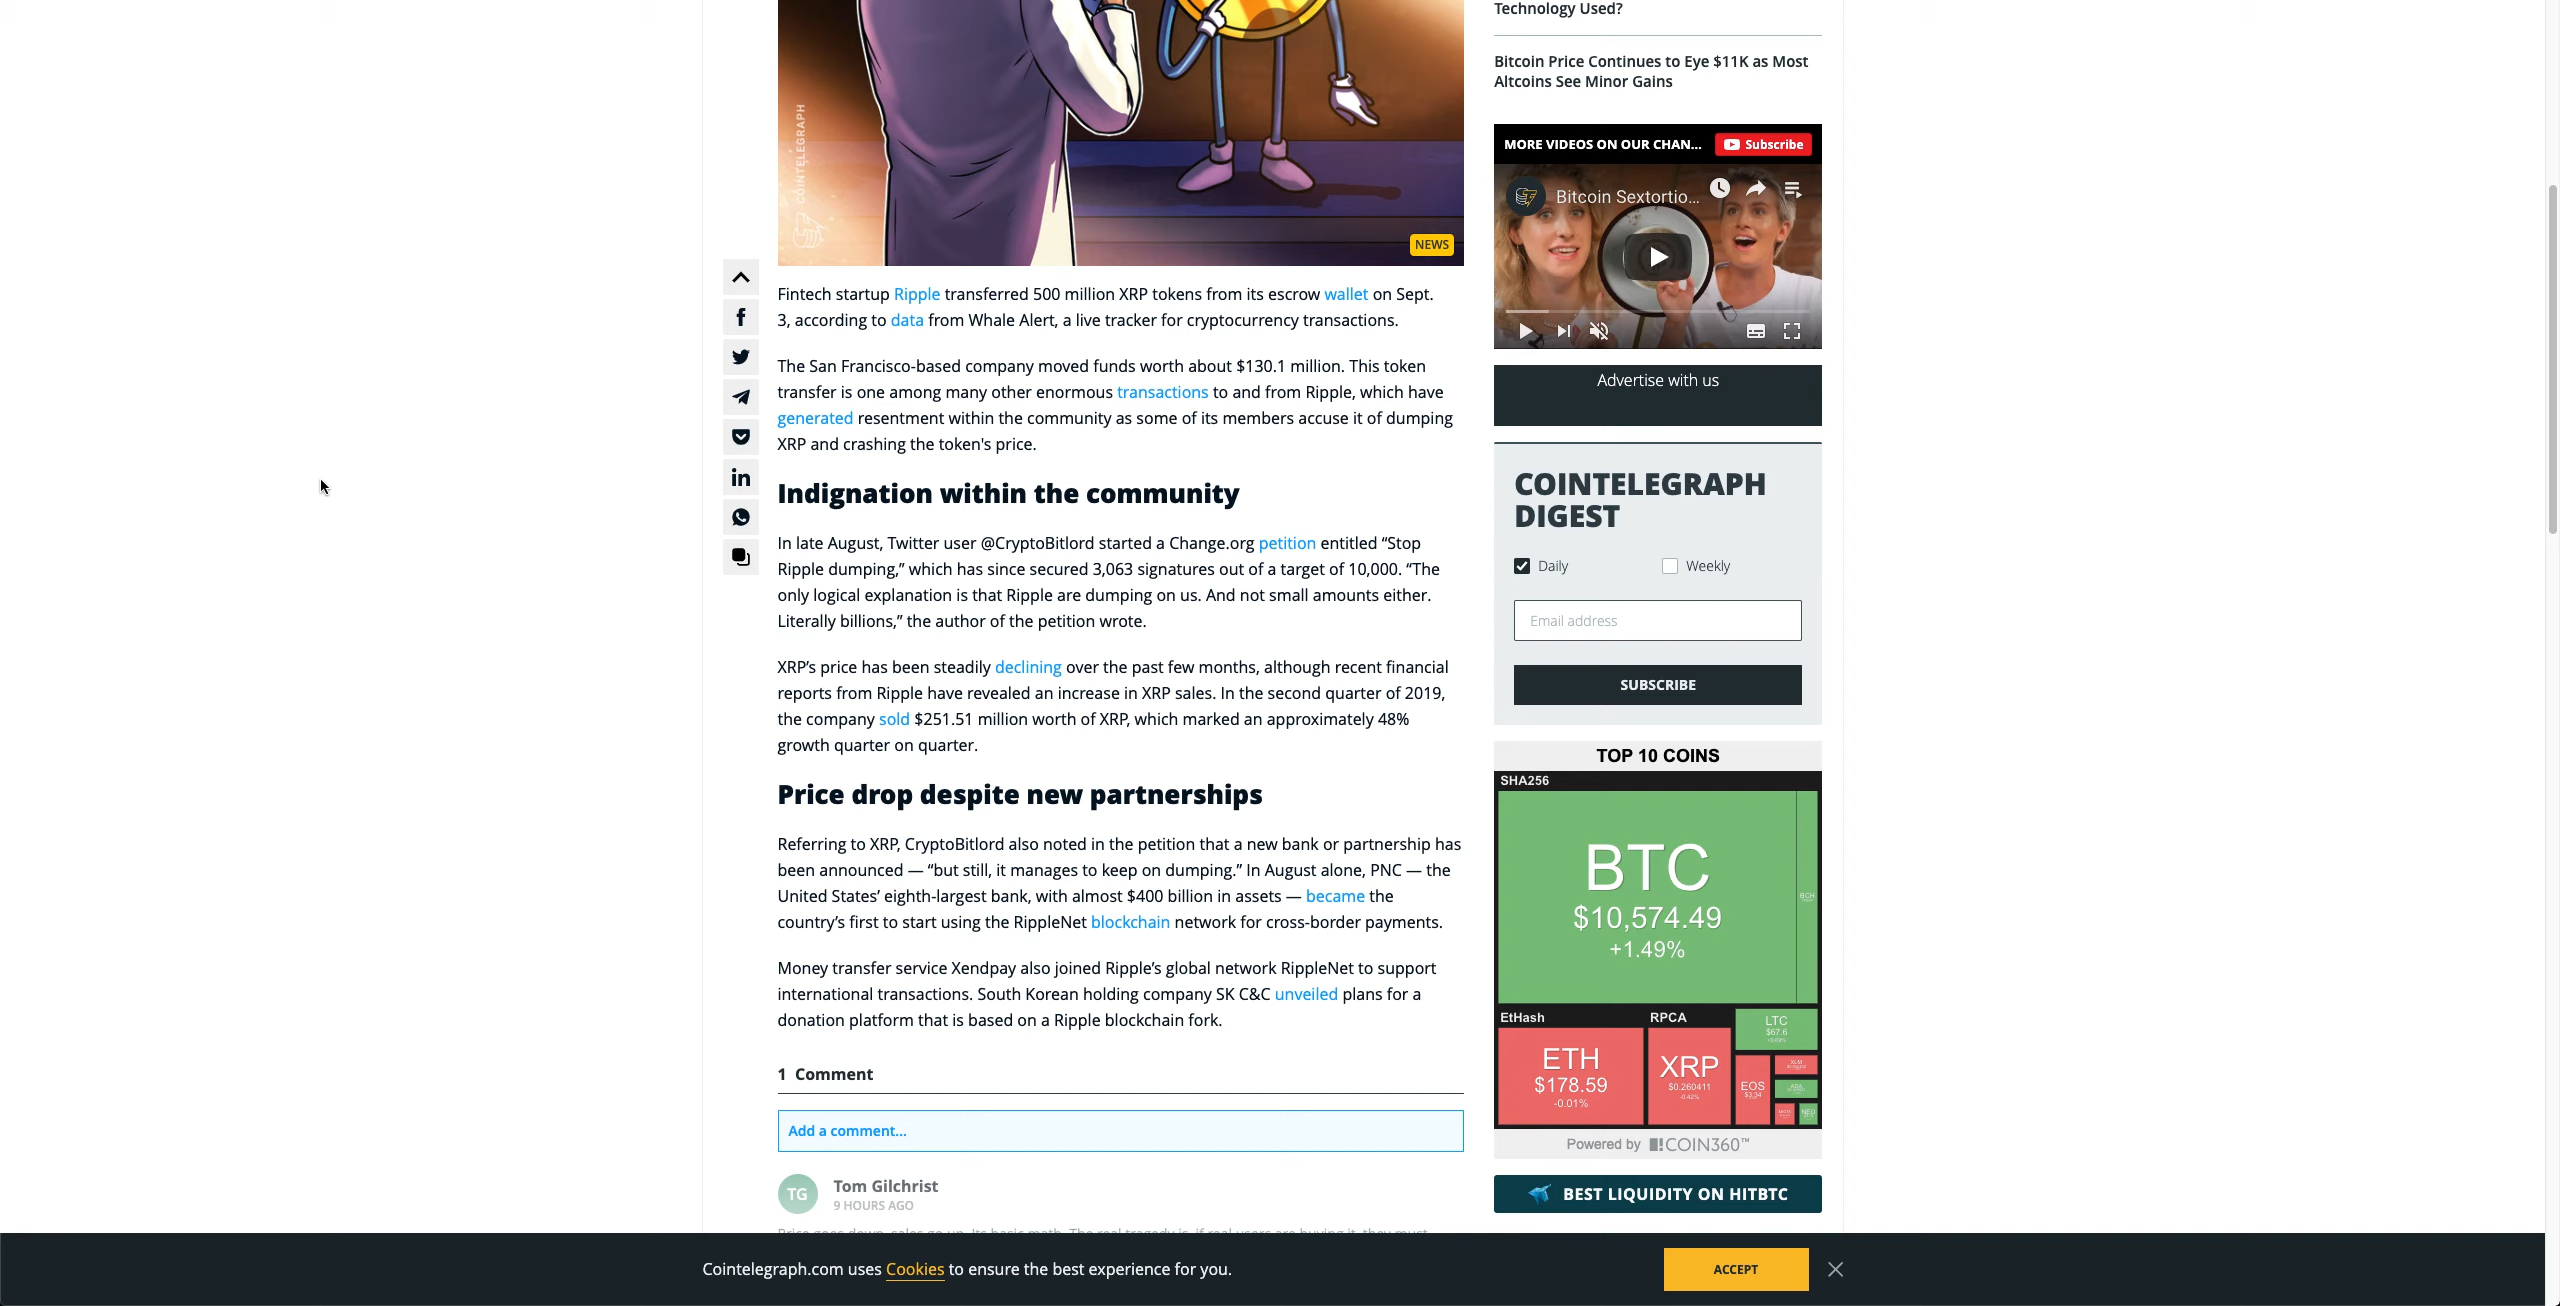 Technology Used?
Bitcoin Price Continues to Eye $11K as Most
Altcoins See Minor Gains
COINTELEGRAPH
NEWS
MORE VIDEOS ON OUR CHAN...
Subscribe
Bitcoin Sextortio...
Advertise with us
Fintech startup Ripple transferred 500 million XRP tokens from its escrow wallet on Sept.
3, according to data from Whale Alert, a live tracker for cryptocurrency transactions.
The San Francisco-based company moved funds worth about $130.1 million. This token
transfer is one among many other enormous transactions to and from Ripple, which have
generated resentment within the community as some of its members accuse it of dumping
XRP and crashing the token's price.
Indignation within the community
In late August, Twitter user @CryptoBitlord started a Change.org petition entitled “Stop
Ripple dumping,” which has since secured 3,063 signatures out of a target of 10,000. “The
only logical explanation is that Ripple are dumping on us. And not small amounts either.
Literally billions,” the author of the petition wrote.
XRP’s price has been steadily declining over the past few months, although recent financial
reports from Ripple have revealed an increase in XRP sales. In the second quarter of 2019,
the company sold $251.51 million worth of XRP, which marked an approximately 48%
growth quarter on quarter.
Price drop despite new partnerships
Referring to XRP, CryptoBitlord also noted in the petition that a new bank or partnership has
been announced — “but still, it manages to keep on dumping.” In August alone, PNC — the
United States’ eighth-largest bank, with almost $400 billion in assets — became the
country’s first to start using the RippleNet blockchain network for cross-border payments.
Money transfer service Xendpay also joined Ripple’s global network RippleNet to support
international transactions. South Korean holding company SK C&C unveiled plans for a
donation platform that is based on a Ripple blockchain fork.
1 Comment
Add a comment...
TG
Tom Gilchrist
9 HOURS AGO
COINTELEGRAPH
DIGEST
Daily
Weekly
Email address
SUBSCRIBE
TOP 10 COINS
SHA256
BTC
$10,574.49
+1.49%
BCH
EtHash
ETH
$178.59
-0.01%
RPCA
XRP
$0.260411
-0.42%
LTC
$67.6
EOS
$3.34
XLM
ADA
NEO
Powered by COIN360™
BEST LIQUIDITY ON HITBTC
Cointelegraph.com uses Cookies to ensure the best experience for you.
ACCEPT